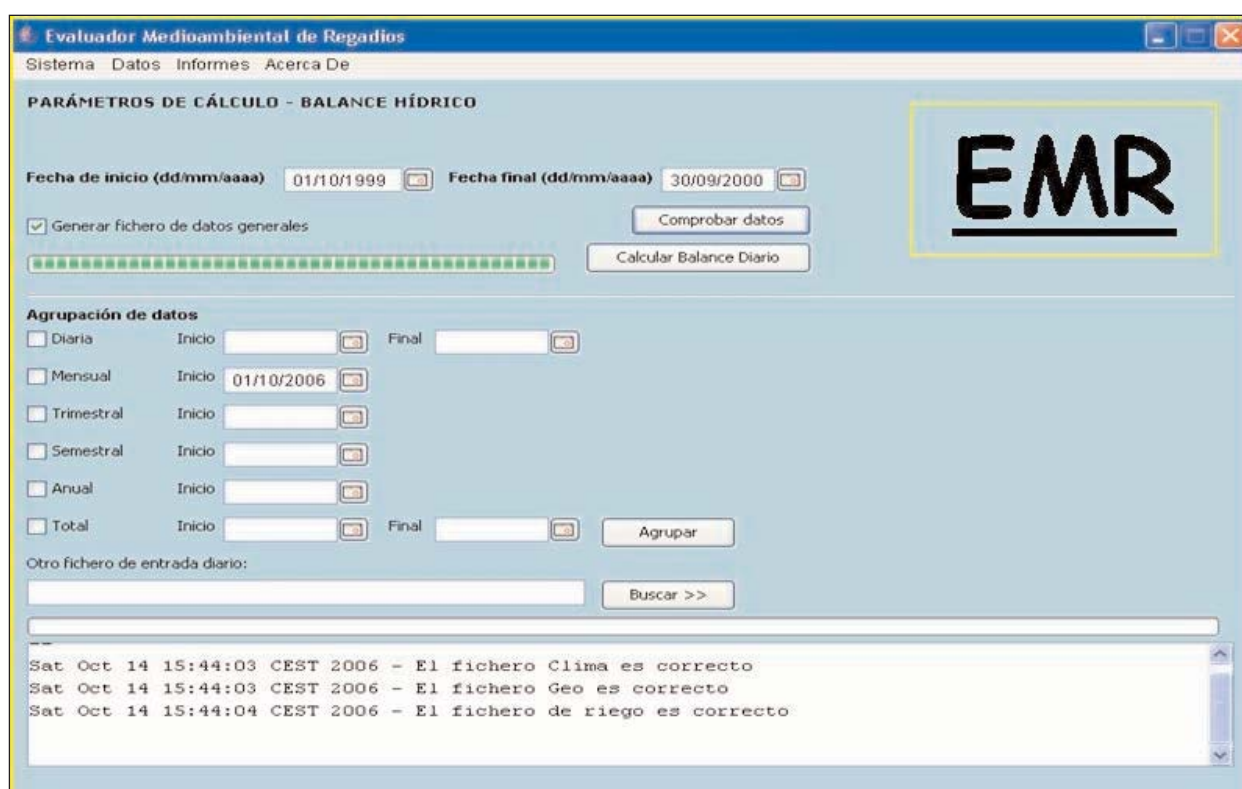 Evaluador Medioambiental de Regadios
Sistema Datos Informes Acerca De
PARÁMETROS DE CÁLCULO - BALANCE HÍDRICO
EMR
Fecha de inicio (dd/mm/aaaa) 01/10/1999 Fecha final (dd/mm/aaaa) 30/09/2000
Generar fichero de datos generales Comprobar datos
Calcular Balance Diario
Agrupación de datos
Diaria Inicio Final
Mensual Inicio 01/10/2006
Trimestral Inicio
Semestral Inicio
Anual Inicio
Total Inicio Final Agrupar
Otro fichero de entrada diario:
Buscar >>
Sat Oct 14 15:44:03 CEST 2006 - El fichero Clima es correcto
Sat Oct 14 15:44:03 CEST 2006 - El fichero Geo es correcto
Sat Oct 14 15:44:04 CEST 2006 - El fichero de riego es correcto